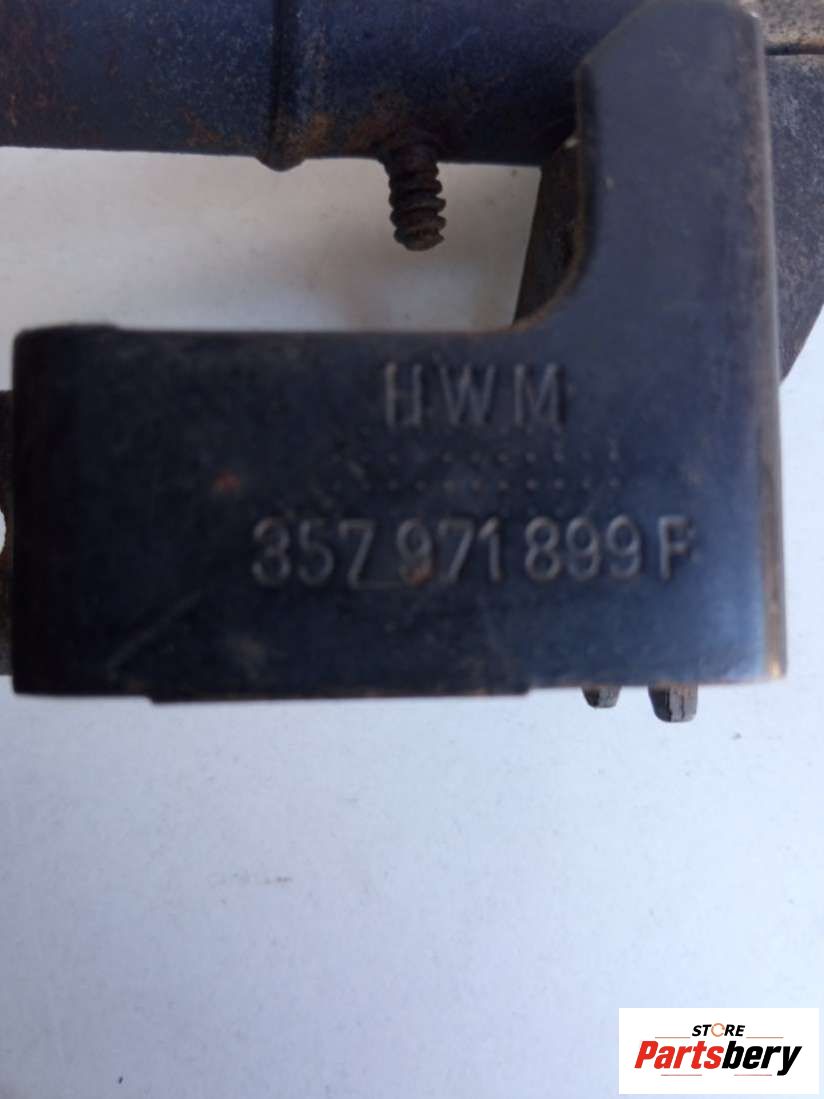 HWM
357 971 899 F
STORE
Partsbery